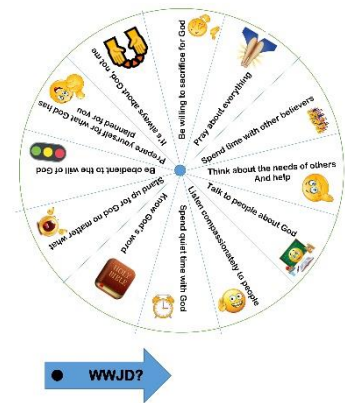 Be willing to sacrifice for God
Pray about everything
Spend time with other believers
Think about the needs of others
And help
Talk to people about God
Listen compassionately to people
Spend quiet time with God
Know God's word
HOLY
BIBLE
Stand up for God no matter what
Be obedient to the will of God
Prepare yourself for what God has
planned for you
It's always about God, not me
WWJD?